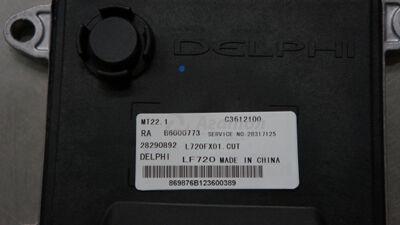 DELPHI
MT22.1 C3612100
RA B6000773 SERVICE NO.28317125
28290892 L720FX01.CUT
DELPHI LF720 MADE IN CHINA
869876B123600389